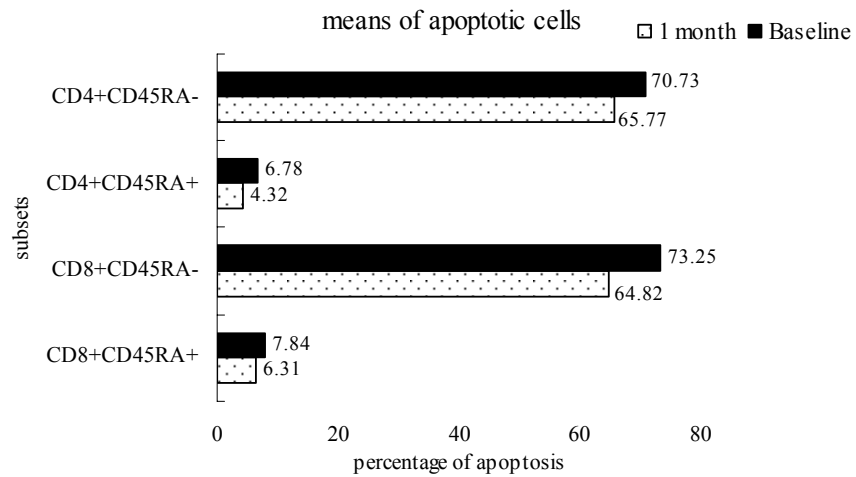 means of apoptotic cells
1 month Baseline
CD4+CD45RA-
70.73
65.77
CD4+CD45RA+
6.78
4.32
subsets
CD8+CD45RA-
73.25
64.82
CD8+CD45RA+
7.84
6.31
0 20 40 60 80
percentage of apoptosis